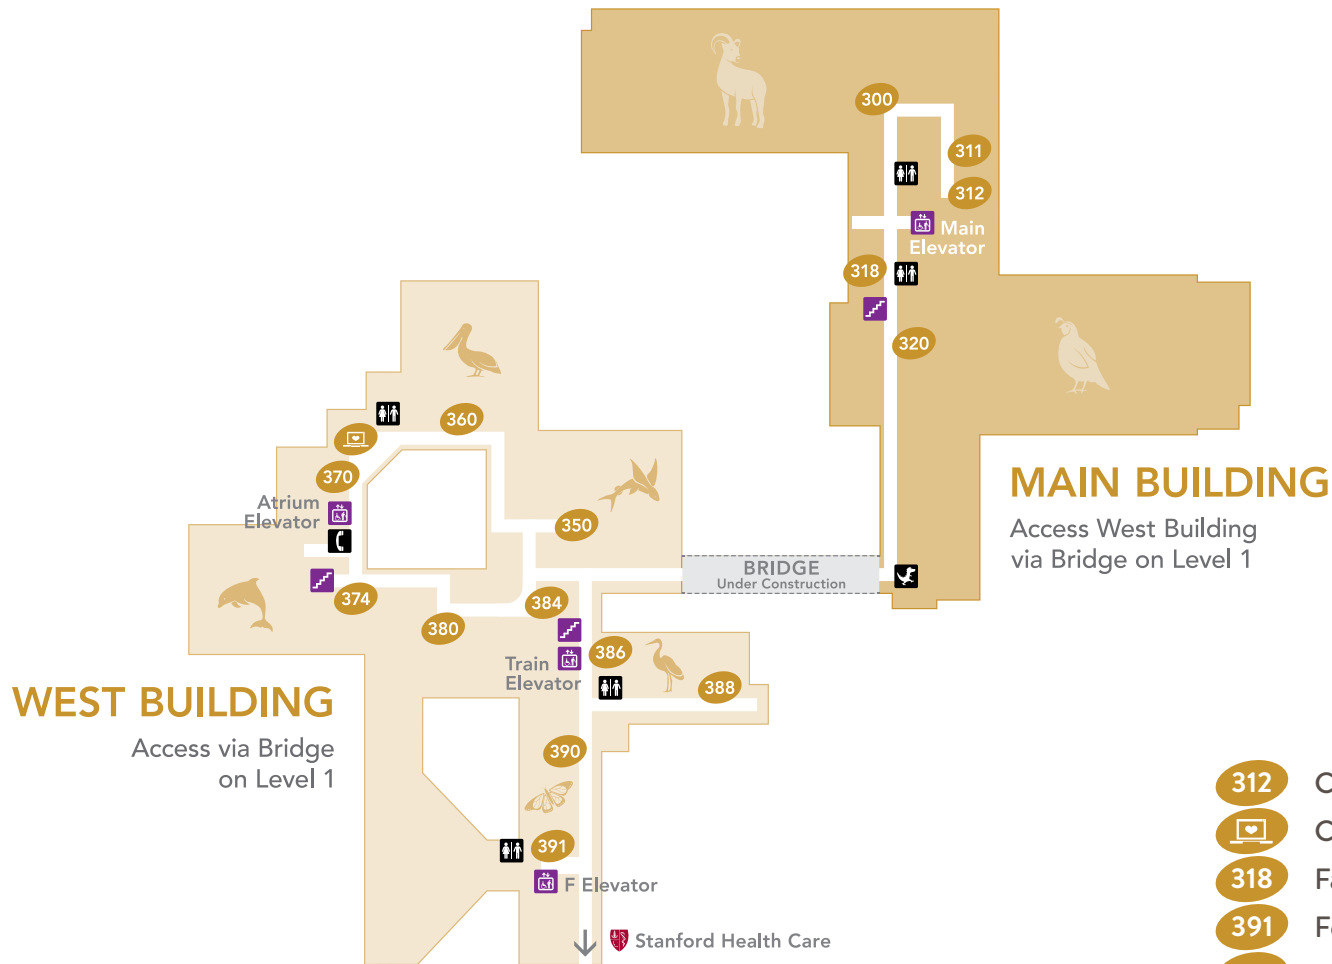 300
311
312
Main
Elevator
318
320
360
370
Atrium
Elevator
350
374
380
384
BRIDGE
Under Construction
MAIN BUILDING
Access West Building
via Bridge on Level 1
386
Train
Elevator
388
WEST BUILDING
Access via Bridge
on Level 1
390
391
F Elevator
Stanford Health Care
312
318
391